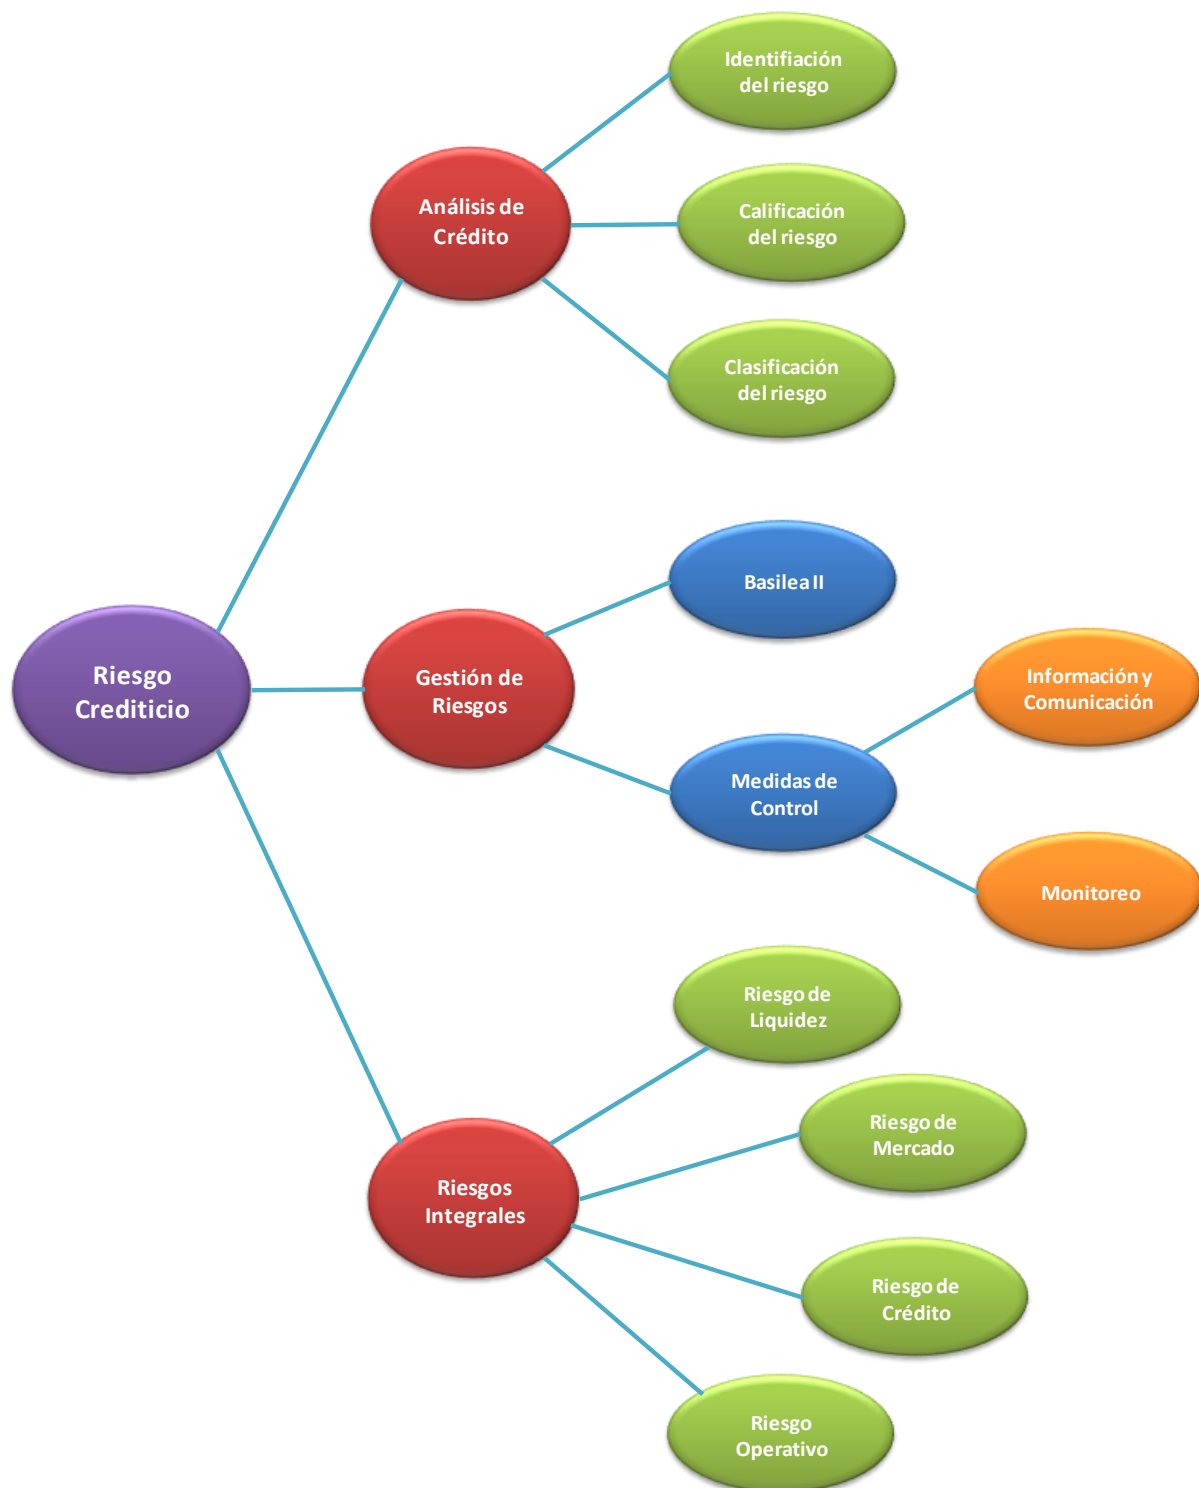 Identifiación
del riesgo
Análisis de
Crédito
Calificación
del riesgo
Clasificación
del riesgo
Basilea II
Riesgo
Crediticio
Gestión de
Riesgos
Información y
Comunicación
Medidas de
Control
Monitoreo
Riesgo de
Liquidez
Riesgo de
Mercado
Riesgos
Integrales
Riesgo de
Crédito
Riesgo
Operativo